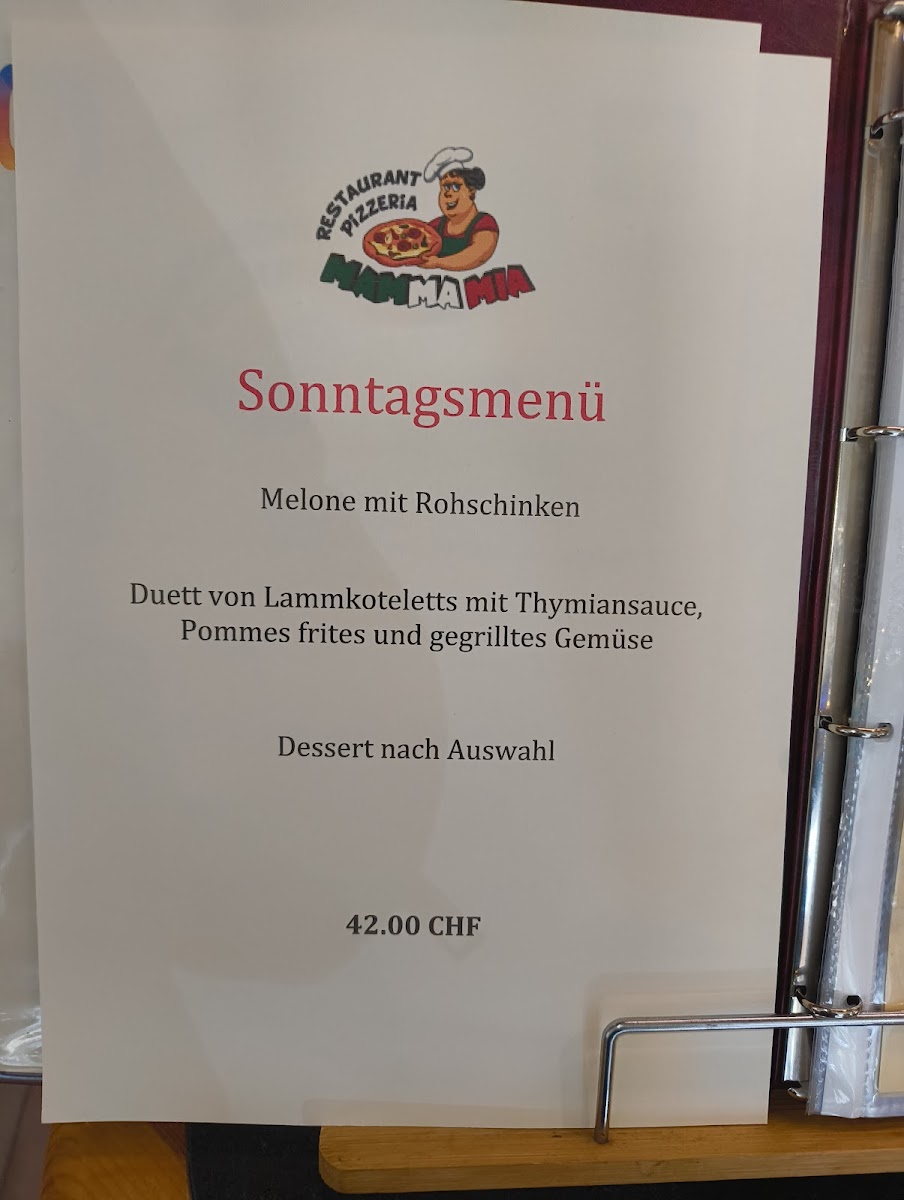 RESTAURANT
PIZZERIA
MAMMA MIA
Sonntagsmenü
Melone mit Rohschinken
Duett von Lammkoteletts mit Thymiansauce,
Pommes frites und gegrilltes Gemüse
Dessert nach Auswahl
42.00 CHF